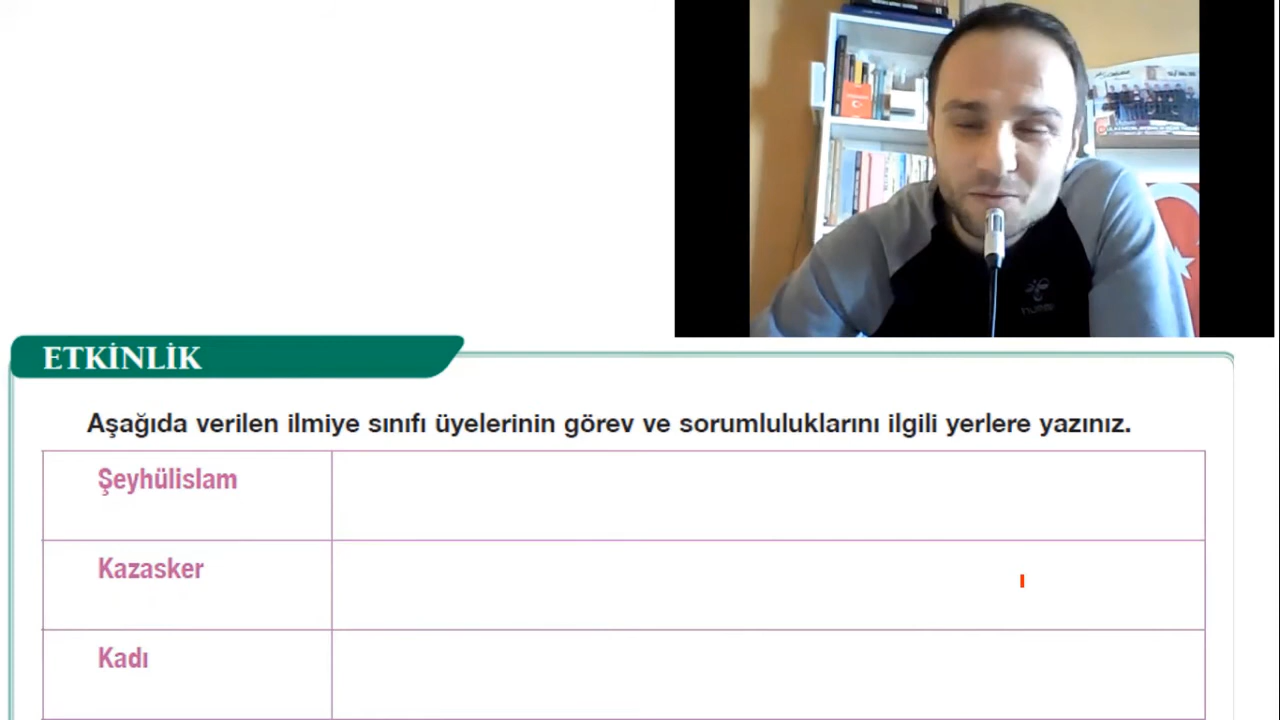 ETKİNLİK
Aşağıda verilen ilmiye sınıfı üyelerinin görev ve sorumluluklarını ilgili yerlere yazınız.
Şeyhülislam
Kazasker
Kadı